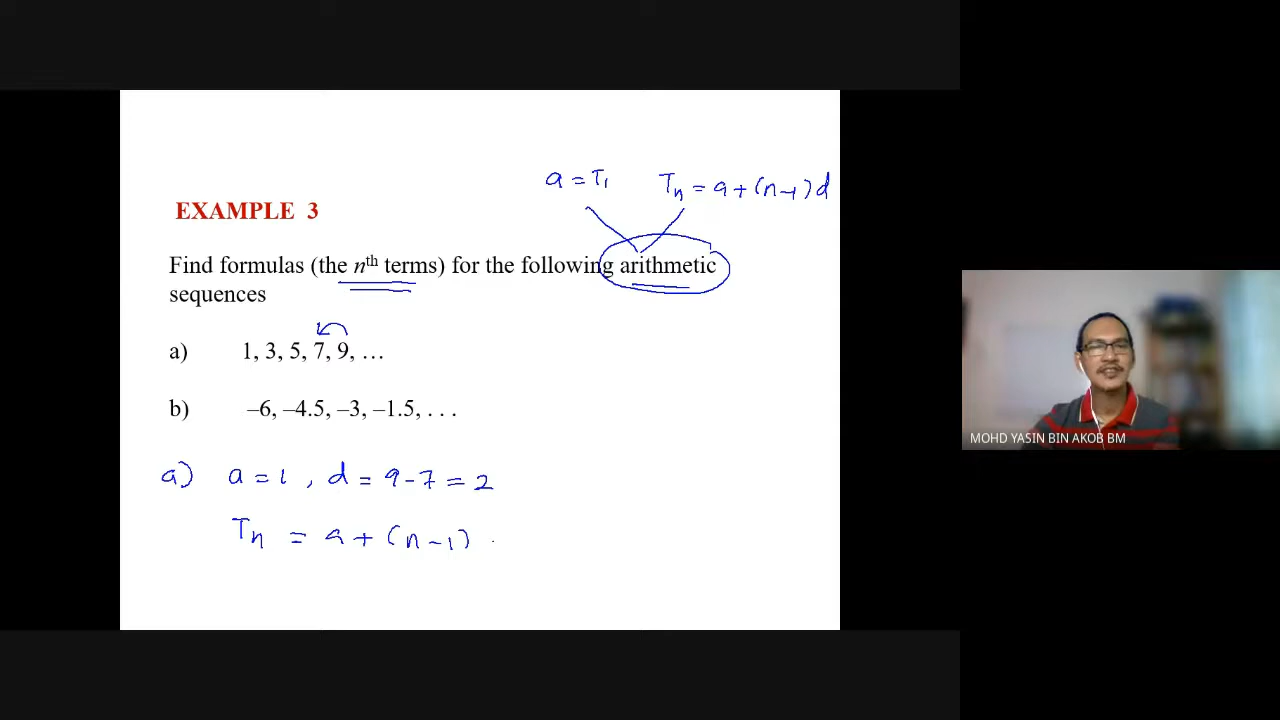 a = T₁ Tₙ = a + (n-1)d
EXAMPLE 3
Find formulas (the nᵗʰ terms) for the following arithmetic
sequences
a) 1, 3, 5, 7, 9, …
b) –6, –4.5, –3, –1.5, . . .
a) a = 1 , d = 9 - 7 = 2
Tₙ = a + (n - 1)
MOHD YASIN BIN AKOB BM